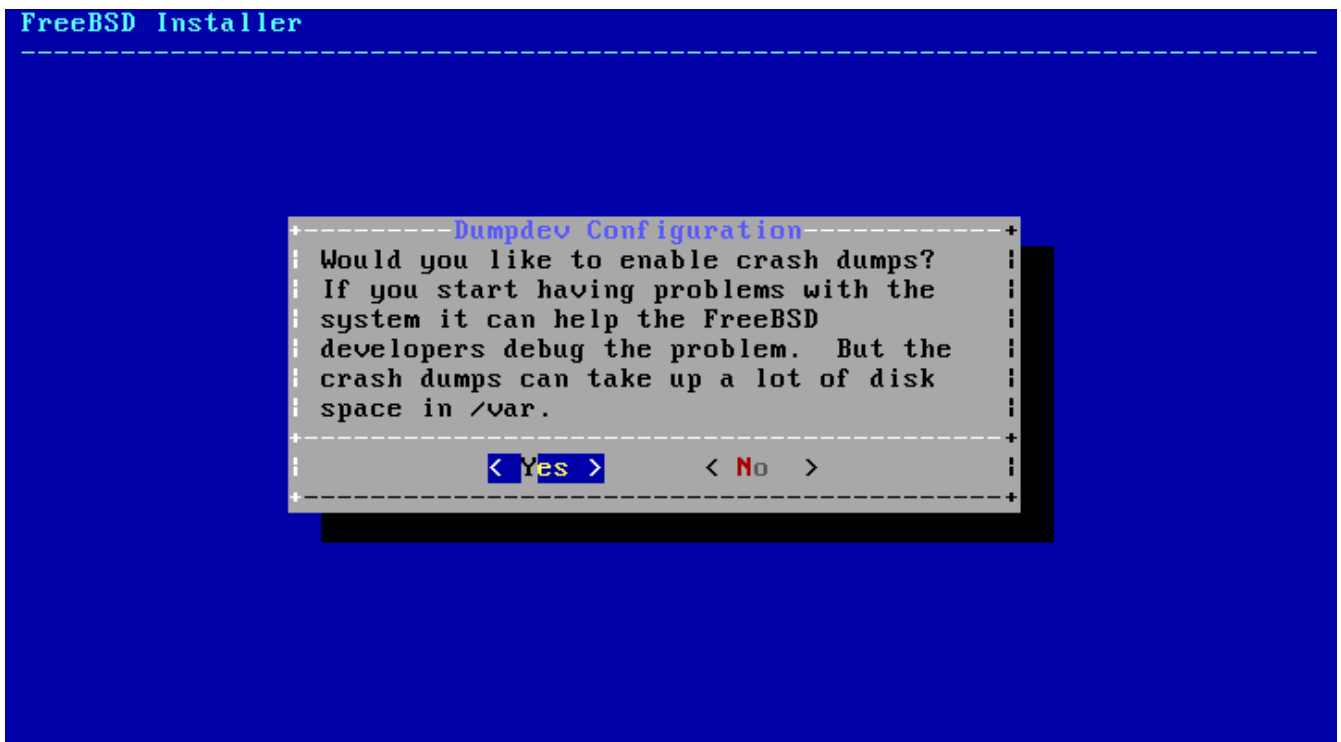 FreeBSD Installer
Dumpdev Configuration
Would you like to enable crash dumps?
If you start having problems with the
system it can help the FreeBSD
developers debug the problem.  But the
crash dumps can take up a lot of disk
space in /var.
< Yes > < No >